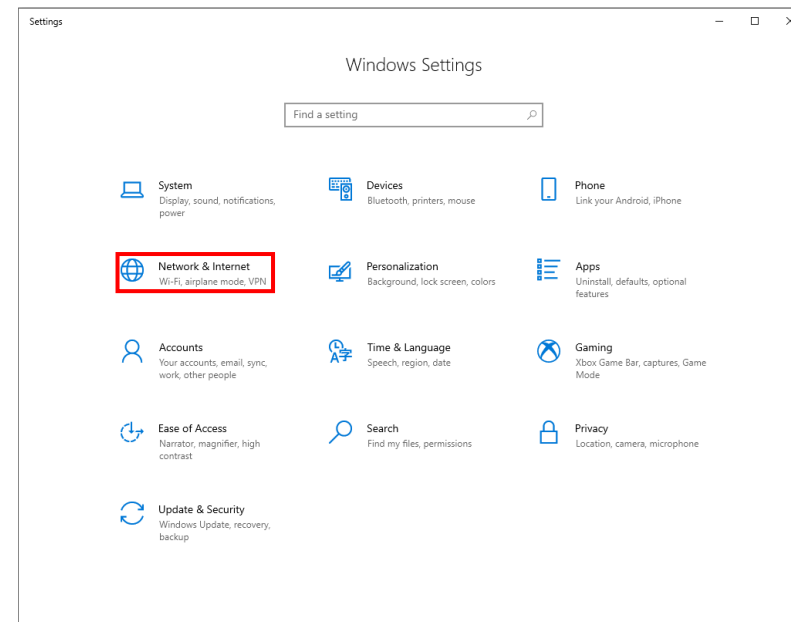 Settings
Windows Settings
Find a setting
System
Display, sound, notifications,
power
Devices
Bluetooth, printers, mouse
Phone
Link your Android, iPhone
Network & Internet
Wi-Fi, airplane mode, VPN
Personalization
Background, lock screen, colors
Apps
Uninstall, defaults, optional
features
Accounts
Your accounts, email, sync,
work, other people
Time & Language
Speech, region, date
Gaming
Xbox Game Bar, captures, Game
Mode
Ease of Access
Narrator, magnifier, high
contrast
Search
Find my files, permissions
Privacy
Location, camera, microphone
Update & Security
Windows Update, recovery,
backup